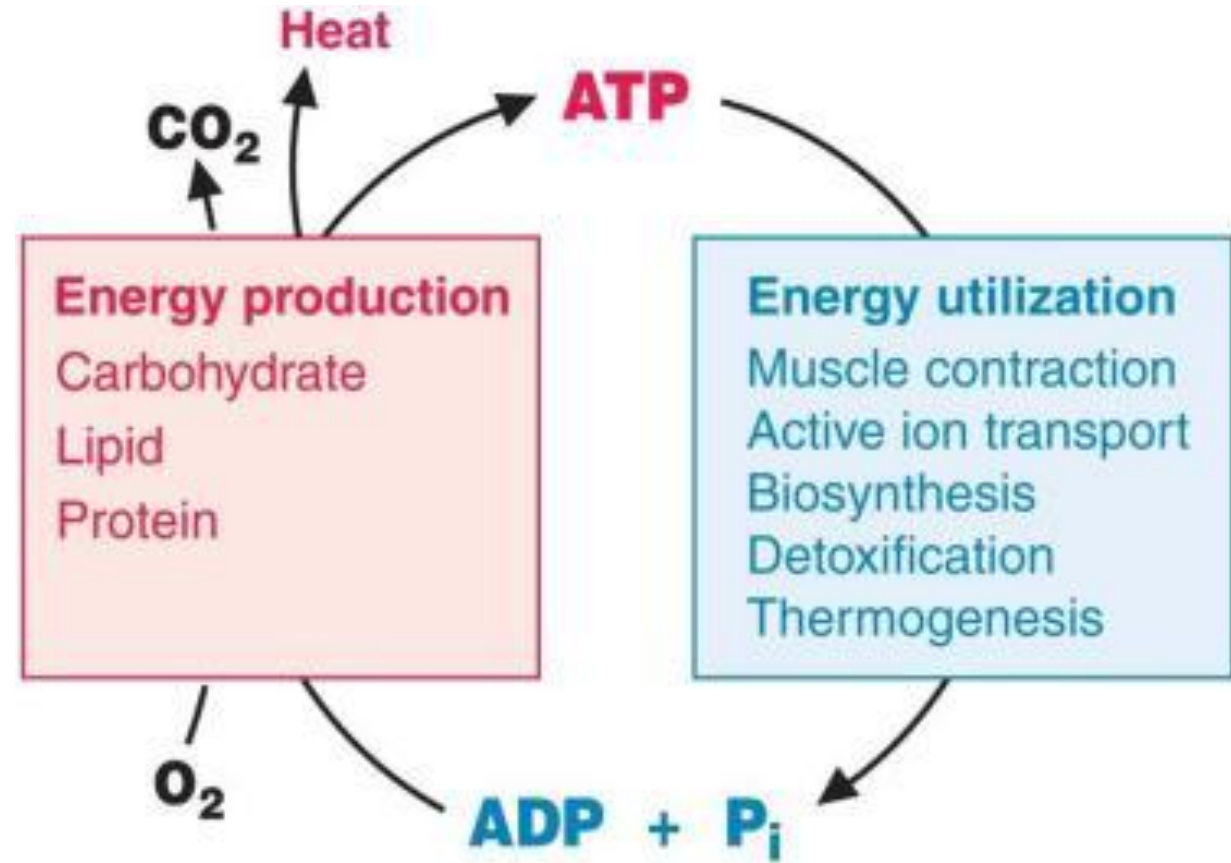 Heat
CO₂
ATP
Energy production
Carbohydrate
Lipid
Protein
Energy utilization
Muscle contraction
Active ion transport
Biosynthesis
Detoxification
Thermogenesis
O₂
ADP + Pᵢ